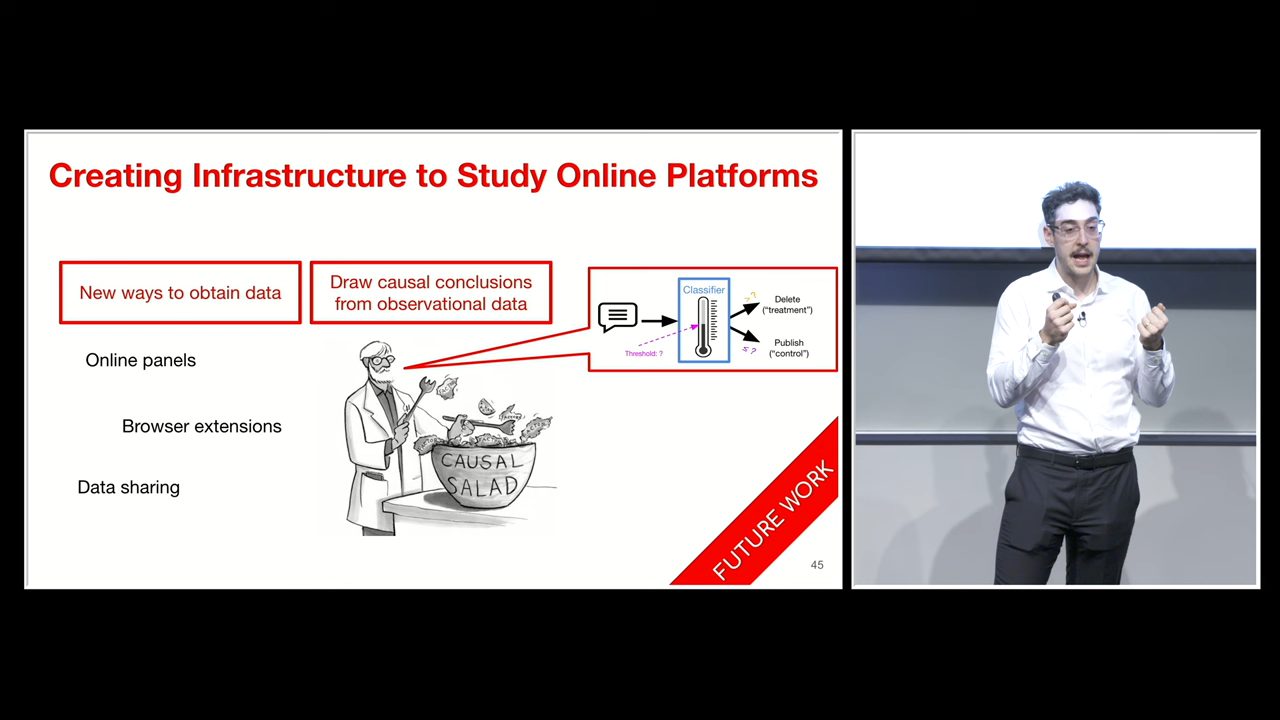 Creating Infrastructure to Study Online Platforms
New ways to obtain data
Draw causal conclusions
from observational data
Online panels
Browser extensions
Data sharing
CAUSAL
SALAD
Classifier
Threshold: ?
> ?
Delete
("treatment")
Publish
("control")
≤ ?
FUTURE WORK
45